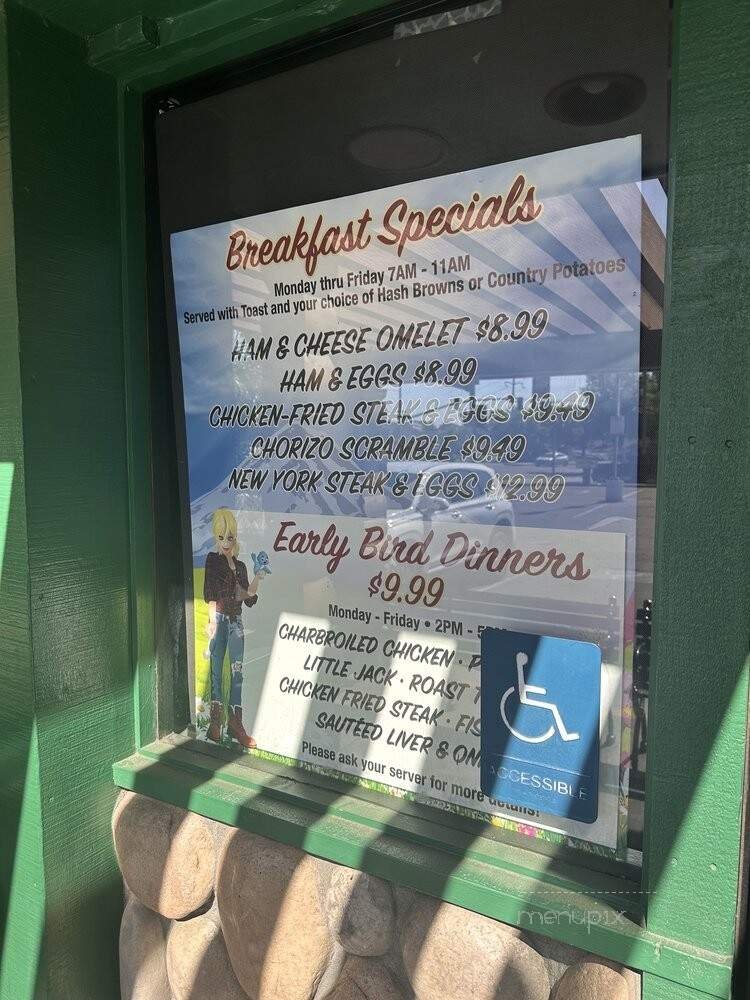 Breakfast Specials
Monday thru Friday 7AM - 11AM
Served with Toast and your choice of Hash Browns or Country Potatoes
HAM & CHEESE OMELET $8.99
HAM & EGGS $8.99
CHICKEN-FRIED STEAK & EGGS $9.49
CHORIZO SCRAMBLE $9.49
NEW YORK STEAK & EGGS $12.99
Early Bird Dinners
$9.99
Monday - Friday • 2PM -
CHARBROILED CHICKEN •
LITTLE JACK • ROAST
CHICKEN FRIED STEAK •
SAUTÉED LIVER &
Please ask your server for more details!
ACCESSIBLE
menupix